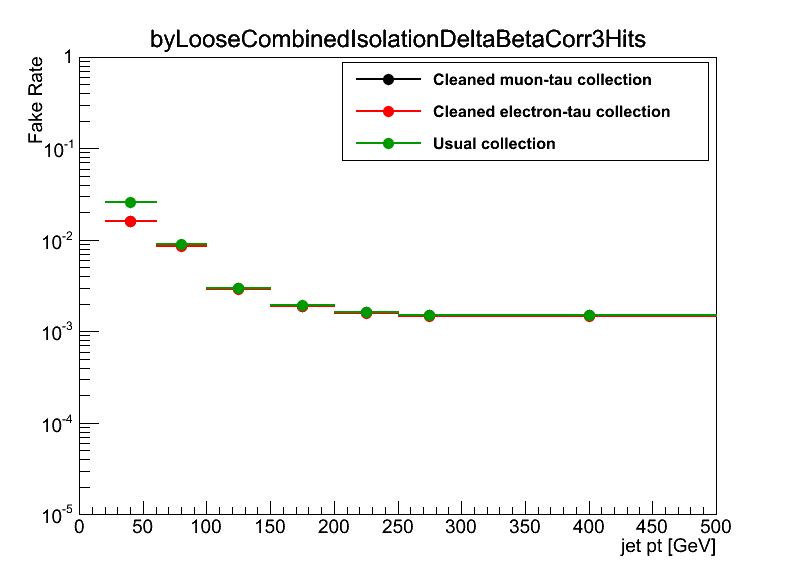 byLooseCombinedIsolationDeltaBetaCorr3Hits
Fake Rate
Cleaned muon-tau collection
Cleaned electron-tau collection
Usual collection
1
10^-1
10^-2
10^-3
10^-4
10^-5
0 50 100 150 200 250 300 350 400 450 500
jet pt [GeV]